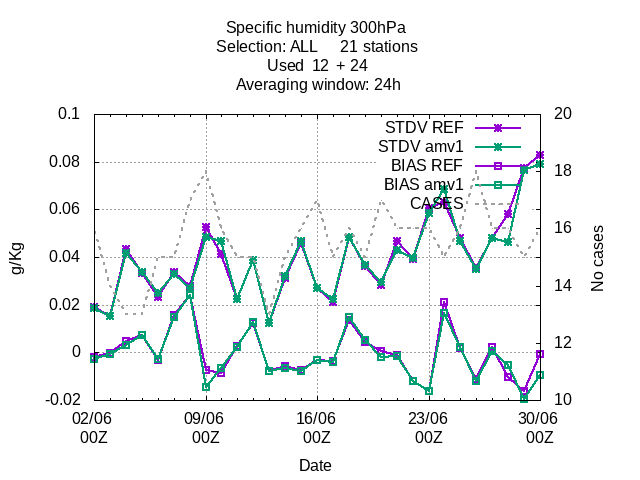 Specific humidity 300hPa
Selection: ALL 21 stations
Used 12 + 24
Averaging window: 24h
STDV REF
STDV amv1
BIAS REF
BIAS amv1
CASES
0.1
0.08
0.06
0.04
0.02
0
-0.02
g/Kg
20
18
16
14
12
10
No cases
02/06 09/06 16/06 23/06 30/06
00Z 00Z 00Z 00Z 00Z
Date